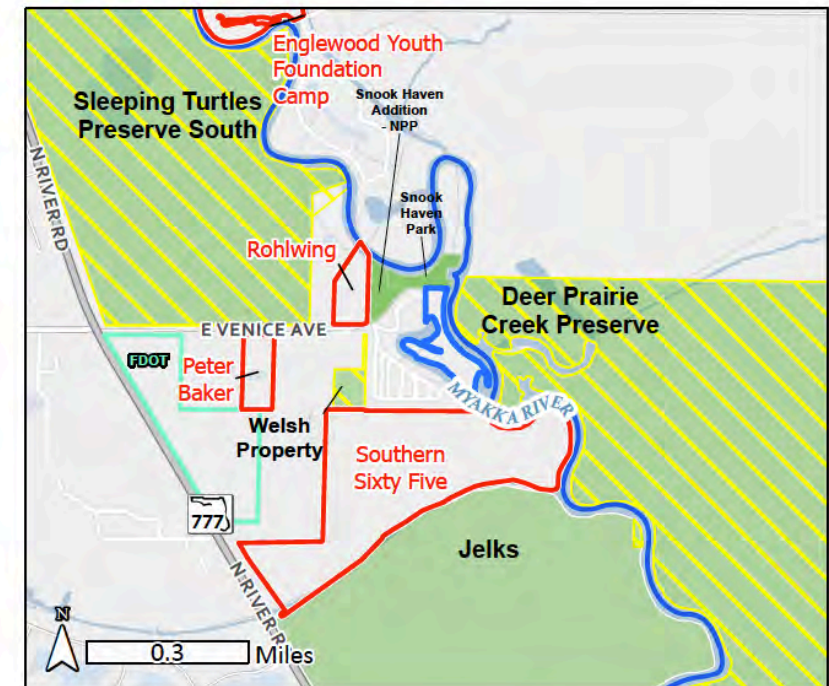 Englewood Youth
Foundation
Camp
Sleeping Turtles
Preserve South
Snook Haven
Addition
- NPP
N RIVER RD
Snook
Haven
Park
Rohlwing
Deer Prairie
Creek Preserve
E VENICE AVE
FDOT
Peter
Baker
MYAKKA RIVER
Welsh
Property
Southern
Sixty Five
777
Jelks
N RIVER R
N
0.3 Miles